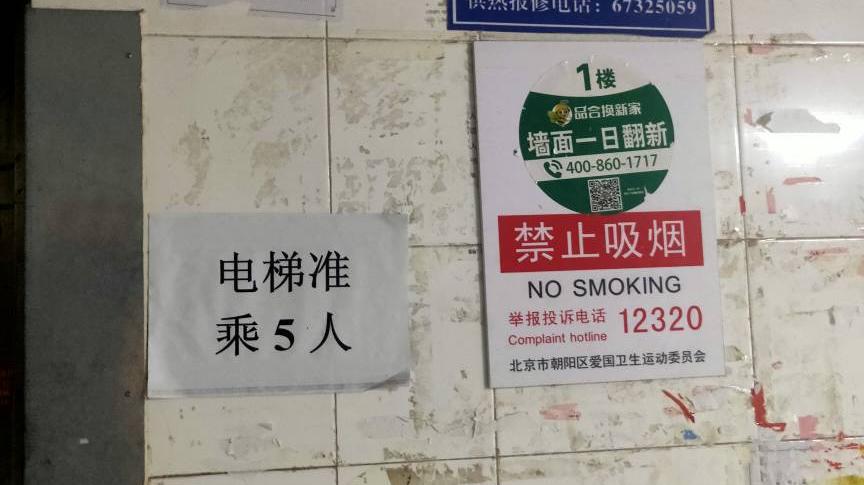 供热报修电话：67325059
1楼
品合换新家
墙面一日翻新
400-860-1717
禁止吸烟
NO SMOKING
举报投诉电话 12320
Complaint hotline
北京市朝阳区爱国卫生运动委员会
电梯准
乘5人